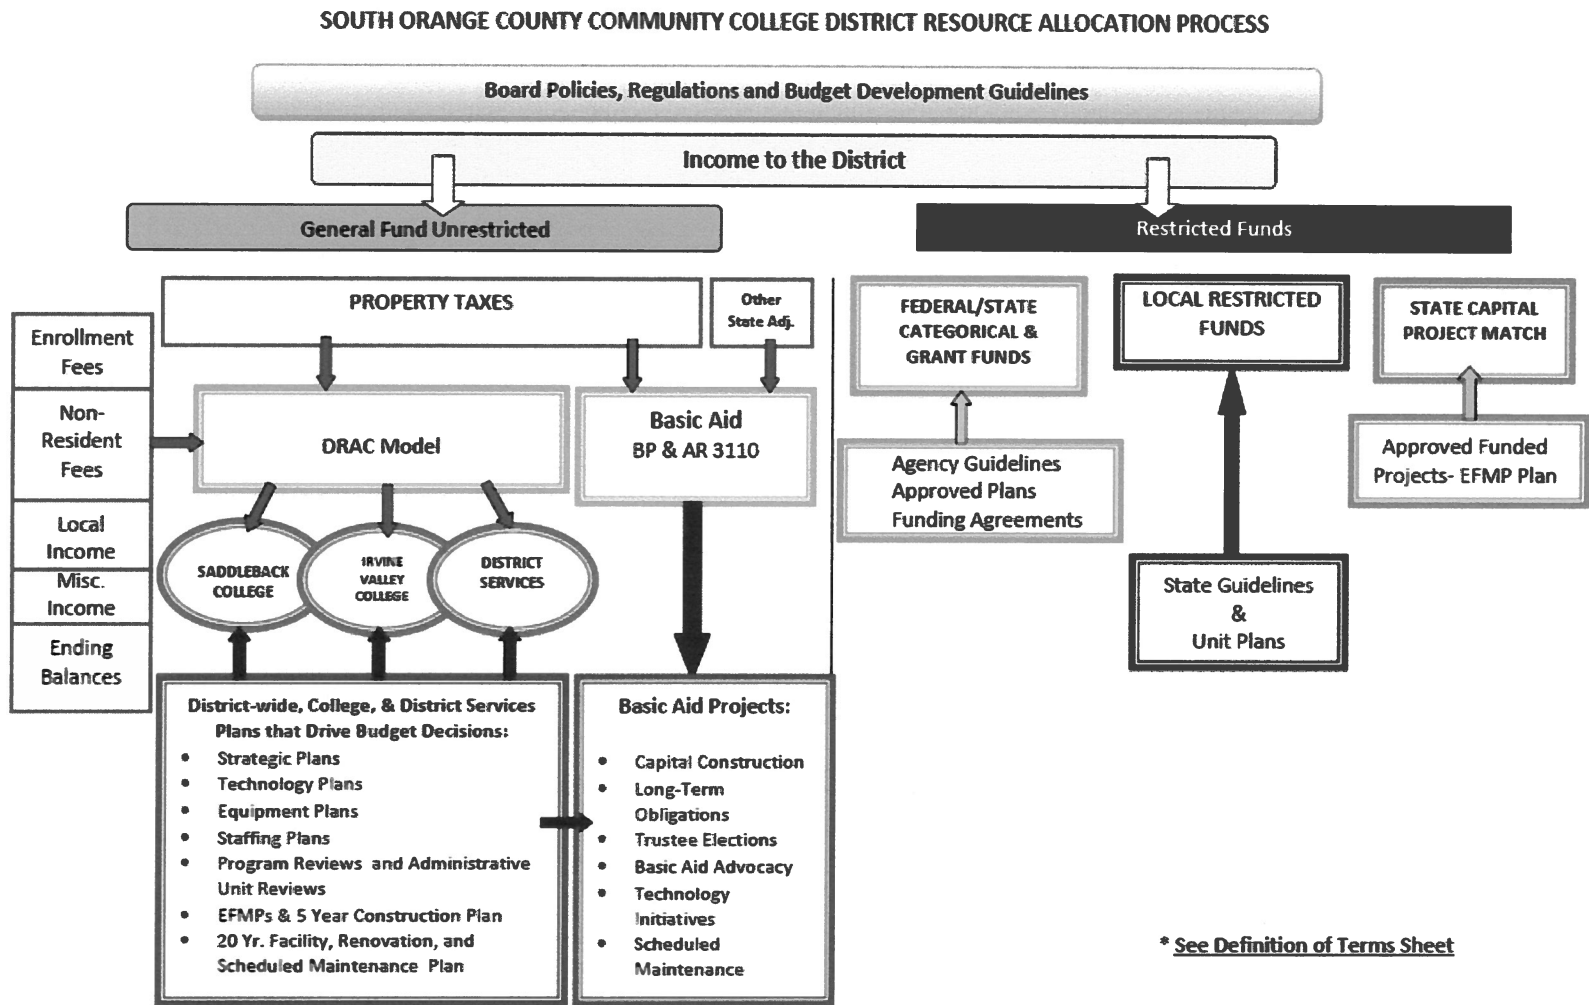 SOUTH ORANGE COUNTY COMMUNITY COLLEGE DISTRICT RESOURCE ALLOCATION PROCESS
Board Policies, Regulations and Budget Development Guidelines
Income to the District
General Fund Unrestricted
Restricted Funds
PROPERTY TAXES
Other
State Adj.
Enrollment
Fees
Non-
Resident
Fees
Local
Income
Misc.
Income
Ending
Balances
DRAC Model
Basic Aid
BP & AR 3110
SADDLEBACK
COLLEGE
IRVINE
VALLEY
COLLEGE
DISTRICT
SERVICES
District-wide, College, & District Services
Plans that Drive Budget Decisions:
• Strategic Plans
• Technology Plans
• Equipment Plans
• Staffing Plans
• Program Reviews and Administrative
Unit Reviews
• EFMPs & 5 Year Construction Plan
• 20 Yr. Facility, Renovation, and
Scheduled Maintenance Plan
Basic Aid Projects:
• Capital Construction
• Long-Term
Obligations
• Trustee Elections
• Basic Aid Advocacy
• Technology
Initiatives
• Scheduled
Maintenance
FEDERAL/STATE
CATEGORICAL &
GRANT FUNDS
Agency Guidelines
Approved Plans
Funding Agreements
LOCAL RESTRICTED
FUNDS
State Guidelines
&
Unit Plans
STATE CAPITAL
PROJECT MATCH
Approved Funded
Projects- EFMP Plan
* See Definition of Terms Sheet